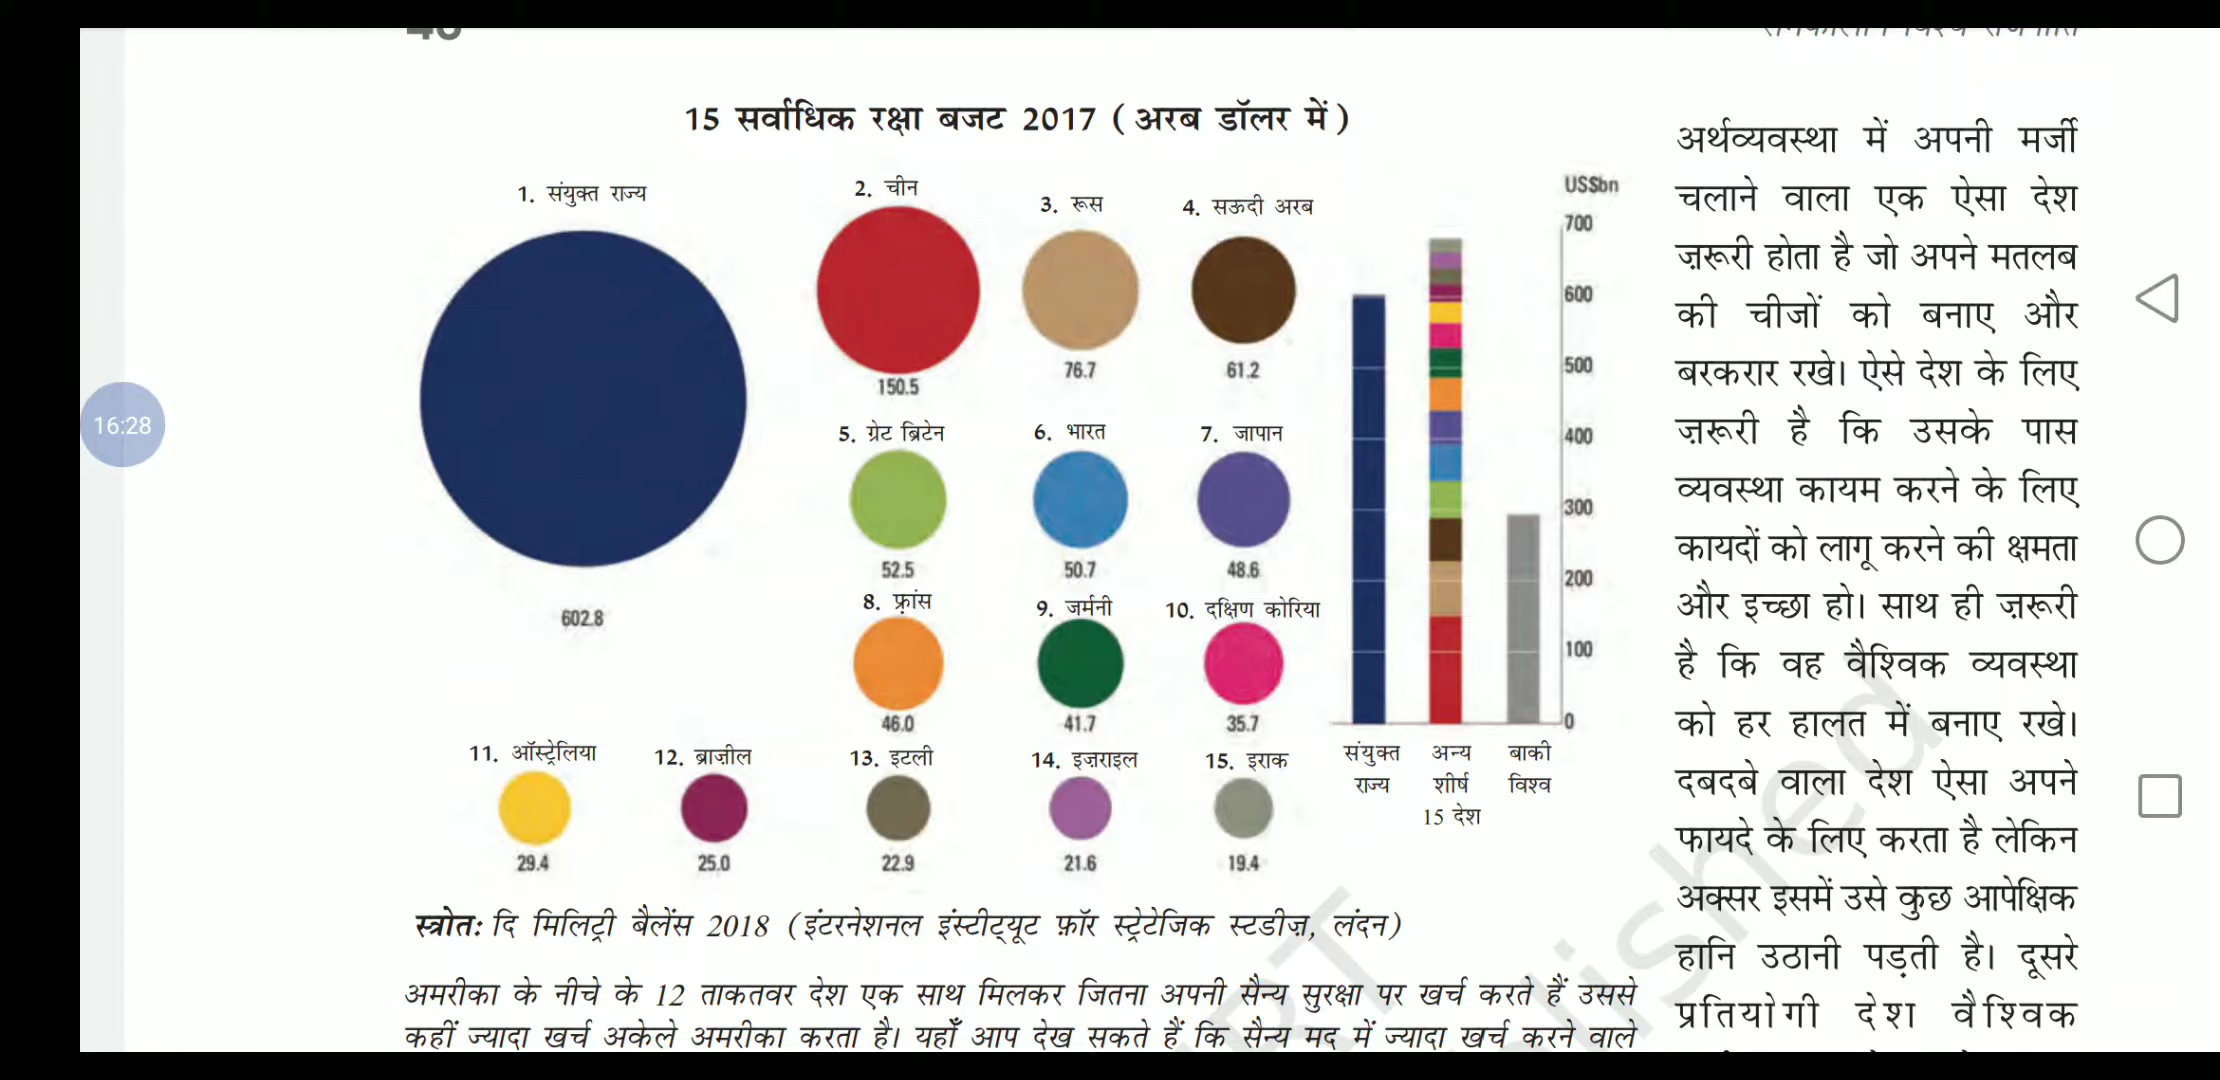 15 सर्वाधिक रक्षा बजट 2017 ( अरब डॉलर में )
1. संयुक्त राज्य
602.8
2. चीन
150.5
3. रूस
76.7
4. सऊदी अरब
61.2
5. ग्रेट ब्रिटेन
52.5
6. भारत
50.7
7. जापान
48.6
8. फ़्रांस
46.0
9. जर्मनी
41.7
10. दक्षिण कोरिया
35.7
11. ऑस्ट्रेलिया
29.4
12. ब्राज़ील
25.0
13. इटली
22.9
14. इज़राइल
21.6
15. इराक
19.4
US$bn
700
600
500
400
300
200
100
0
संयुक्त
राज्य
अन्य
शीर्ष
15 देश
बाकी
विश्व
स्त्रोतः दि मिलिट्री बैलेंस 2018 (इंटरनेशनल इंस्टीट्यूट फ़ॉर स्ट्रेटेजिक स्टडीज़, लंदन)
अमरीका के नीचे के 12 ताकतवर देश एक साथ मिलकर जितना अपनी सैन्य सुरक्षा पर खर्च करते हैं उससे
कहीं ज्यादा खर्च अकेले अमरीका करता है। यहाँ आप देख सकते हैं कि सैन्य मद में ज्यादा खर्च करने वाले
अर्थव्यवस्था में अपनी मर्जी
चलाने वाला एक ऐसा देश
ज़रूरी होता है जो अपने मतलब
की चीजों को बनाए और
बरकरार रखे। ऐसे देश के लिए
ज़रूरी है कि उसके पास
व्यवस्था कायम करने के लिए
कायदों को लागू करने की क्षमता
और इच्छा हो। साथ ही ज़रूरी
है कि वह वैश्विक व्यवस्था
को हर हालत में बनाए रखे।
दबदबे वाला देश ऐसा अपने
फायदे के लिए करता है लेकिन
अक्सर इसमें उसे कुछ आपेक्षिक
हानि उठानी पड़ती है। दूसरे
प्रतियोगी देश वैश्विक
16:28